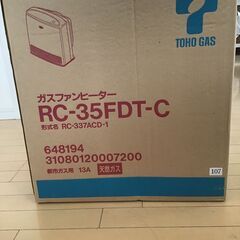 TOHO GAS
ガスファンヒーター
RC-35FDT-C
形式名 RC-337ACD-1
648194
31080120007200
都市ガス用 13A 天然ガス
107